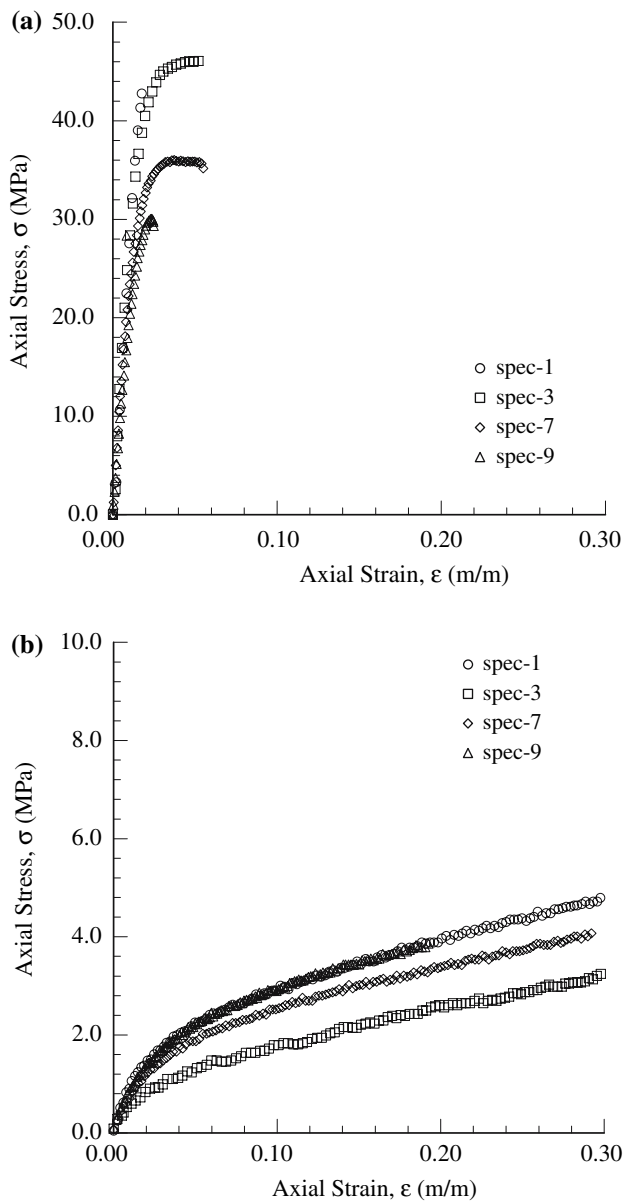 (a)
50.0
40.0
30.0
20.0
10.0
0.0
Axial Stress, σ (MPa)
spec-1
spec-3
spec-7
spec-9
0.00
0.10
0.20
0.30
Axial Strain, ε (m/m)
(b)
10.0
8.0
6.0
4.0
2.0
0.0
Axial Stress, σ (MPa)
spec-1
spec-3
spec-7
spec-9
0.00
0.10
0.20
0.30
Axial Strain, ε (m/m)